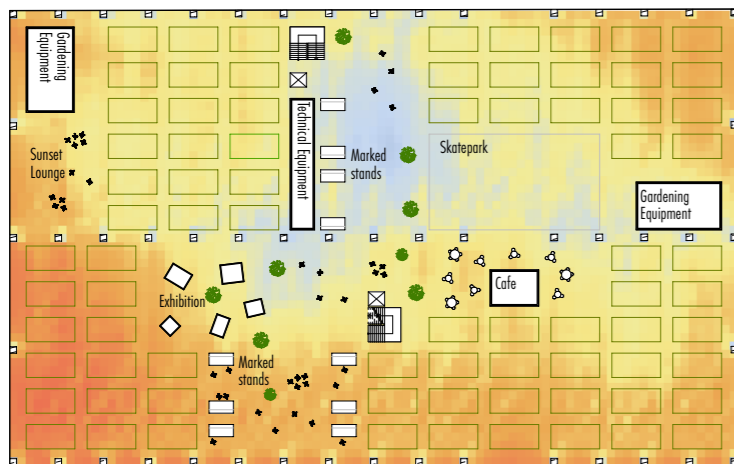 Gardening
Equipment
Technical Equipment
Sunset
Lounge
Marked
stands
Skatepark
Gardening
Equipment
Exhibition
Cafe
Marked
stands